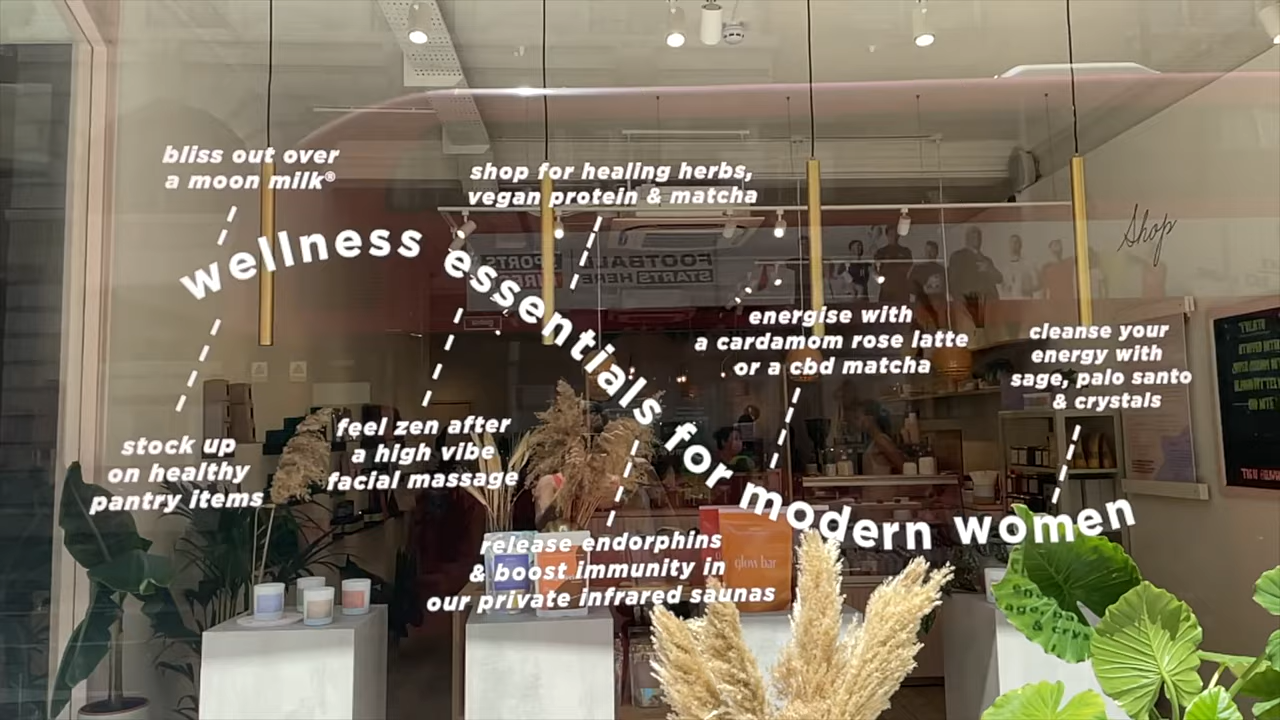 bliss out over
a moon milk®
shop for healing herbs,
vegan protein & matcha
wellness essentials for modern women
Shop
energise with
a cardamom rose latte
or a cbd matcha
cleanse your
energy with
sage, palo santo
& crystals
stock up
on healthy
pantry items
feel zen after
a high vibe
facial massage
release endorphins
& boost immunity in
our private infrared saunas
glow bar
FOOTBALL
STARTS HERE